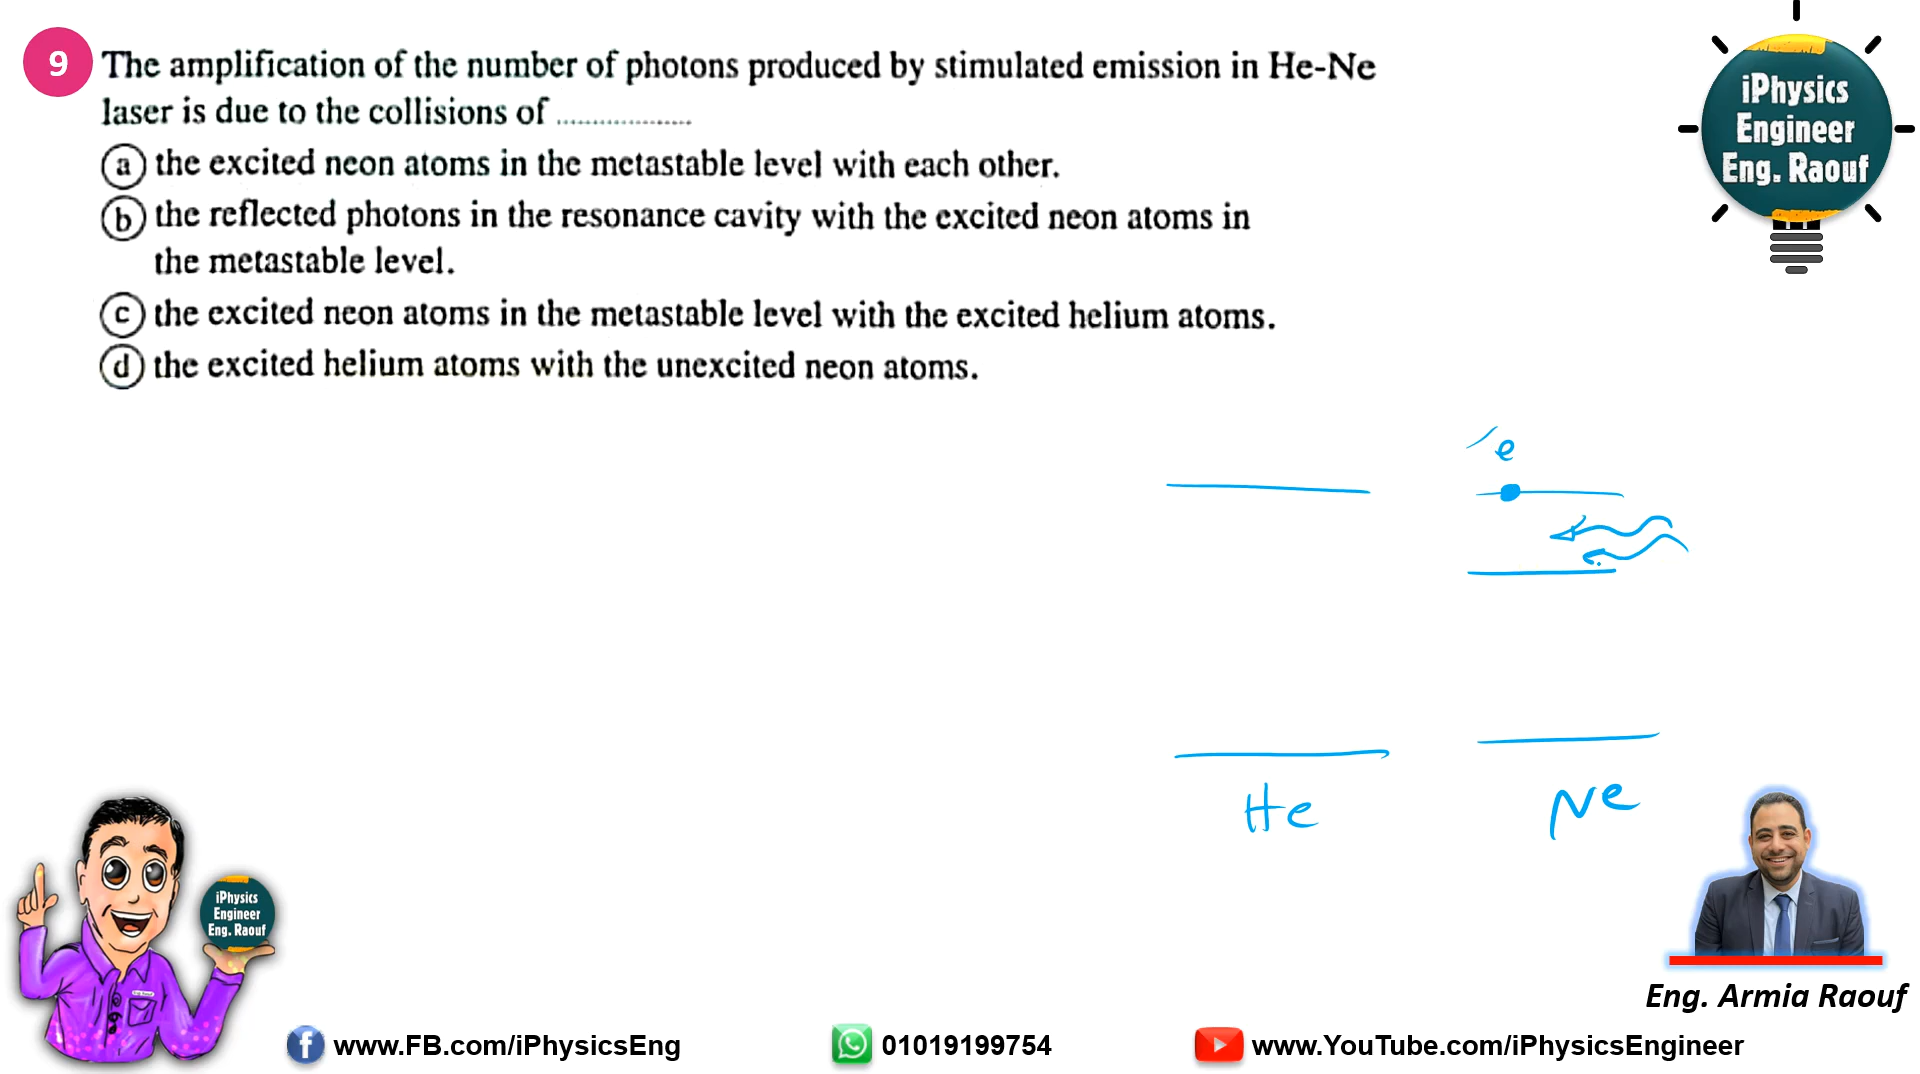 9 The amplification of the number of photons produced by stimulated emission in He-Ne
laser is due to the collisions of ..................
a the excited neon atoms in the metastable level with each other.
b the reflected photons in the resonance cavity with the excited neon atoms in
the metastable level.
c the excited neon atoms in the metastable level with the excited helium atoms.
d the excited helium atoms with the unexcited neon atoms.
iPhysics
Engineer
Eng. Raouf
e
He
Ne
iPhysics
Engineer
Eng. Raouf
Eng. Armia Raouf
www.FB.com/iPhysicsEng
01019199754
www.YouTube.com/iPhysicsEngineer